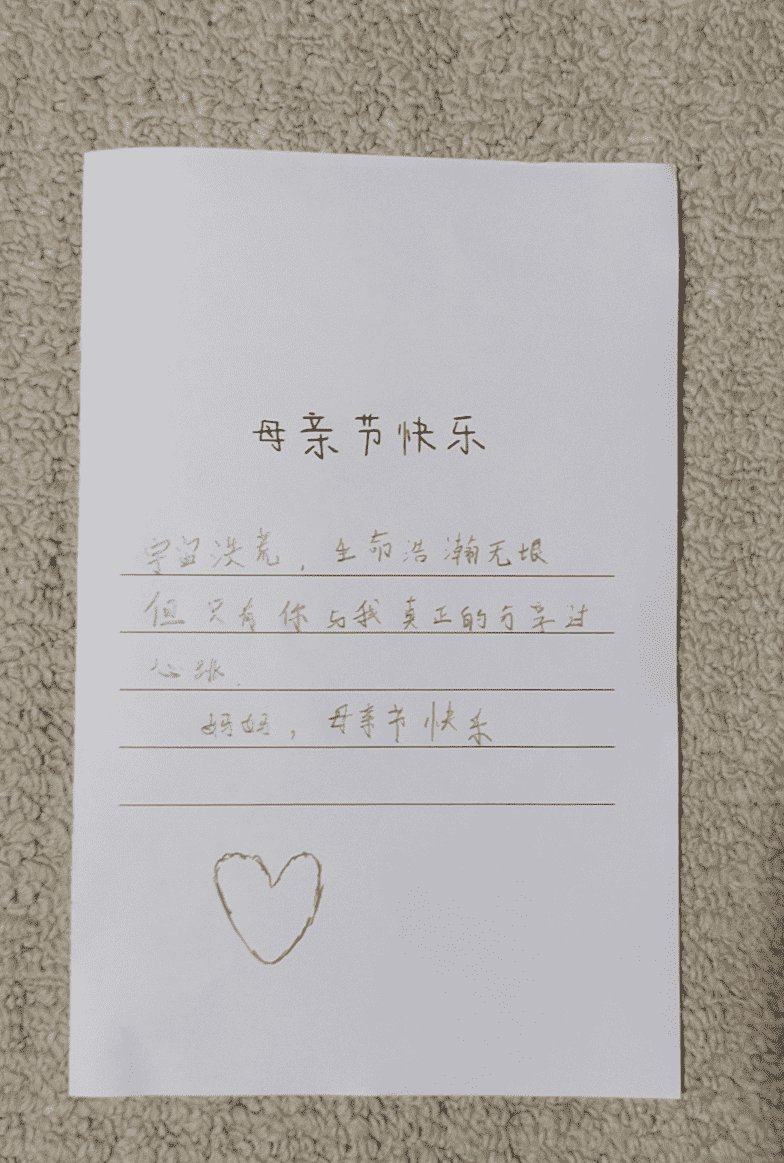 母亲节快乐
宇宙洪荒，生命浩瀚无垠
但只有你与我真正的分享过
心跳.
妈妈，母亲节快乐